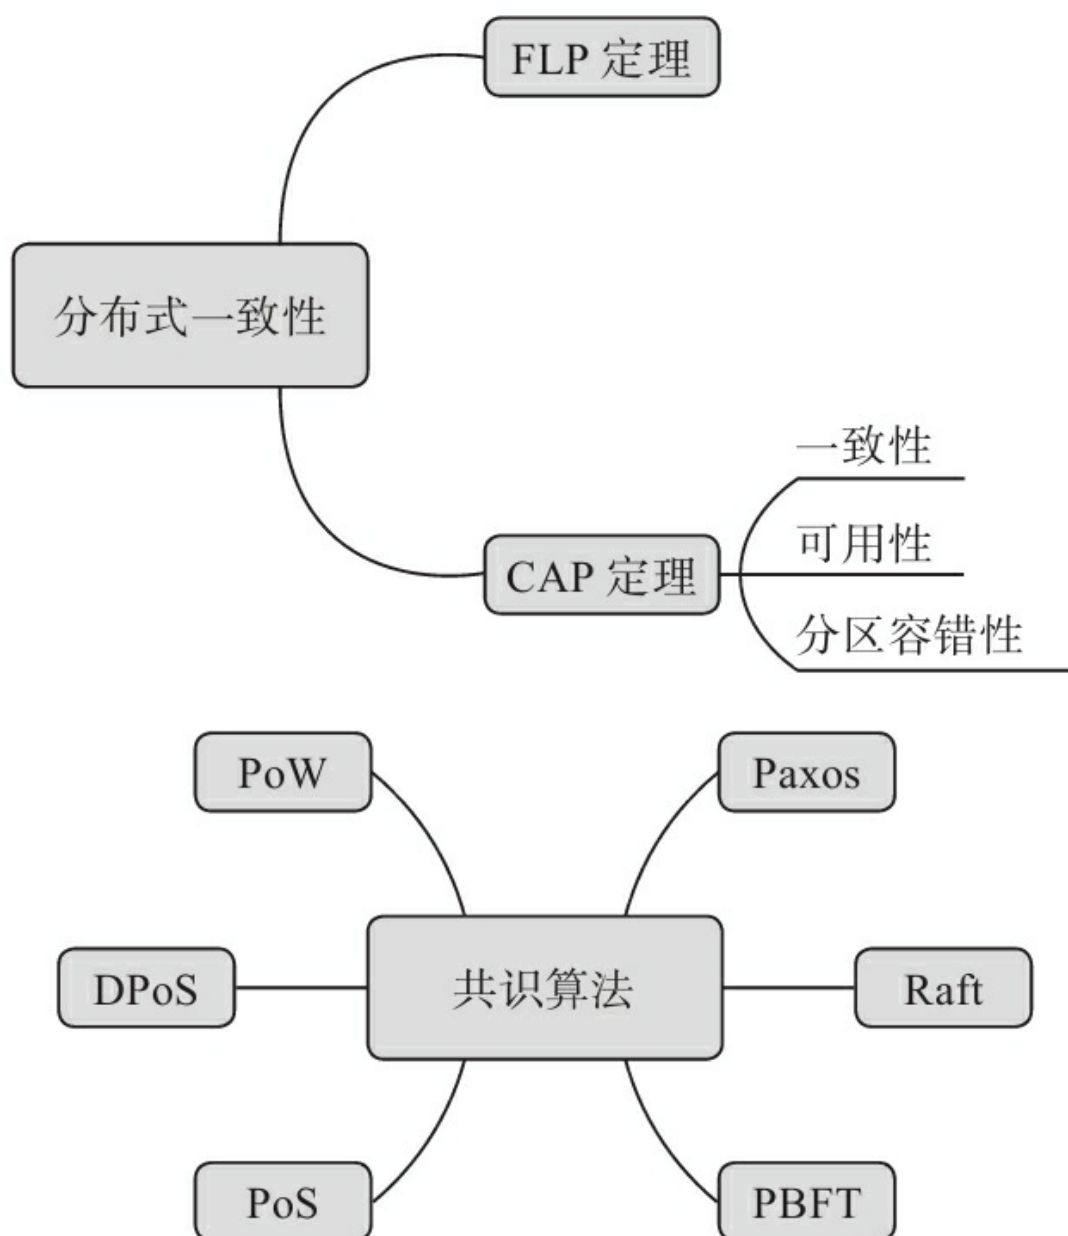 FLP 定理
分布式一致性
一致性
可用性
CAP 定理
分区容错性
PoW
Paxos
DPoS
共识算法
Raft
PoS
PBFT